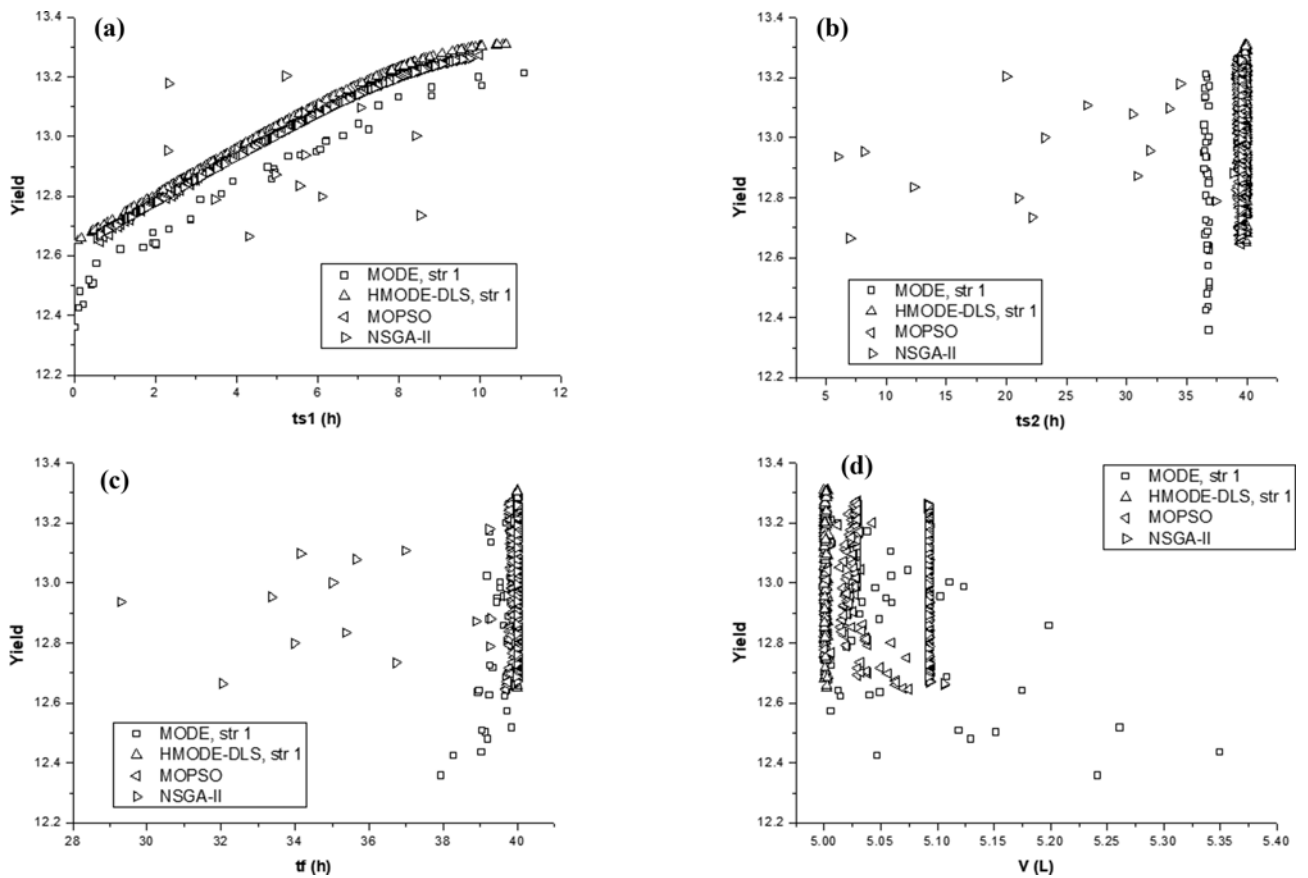 (a)
13.4
13.2
13.0
12.8
12.6
12.4
12.2
Yield
MODE, str 1
HMODE-DLS, str 1
MOPSO
NSGA-II
0 2 4 6 8 10 12
ts1 (h)
(b)
13.4
13.2
13.0
12.8
12.6
12.4
12.2
Yield
MODE, str 1
HMODE-DLS, str 1
MOPSO
NSGA-II
5 10 15 20 25 30 35 40
ts2 (h)
(c)
13.4
13.2
13.0
12.8
12.6
12.4
12.2
Yield
MODE, str 1
HMODE-DLS, str 1
MOPSO
NSGA-II
28 30 32 34 36 38 40
tf (h)
(d)
13.4
13.2
13.0
12.8
12.6
12.4
12.2
Yield
MODE, str 1
HMODE-DLS, str 1
MOPSO
NSGA-II
5.00 5.05 5.10 5.15 5.20 5.25 5.30 5.35 5.40
V (L)